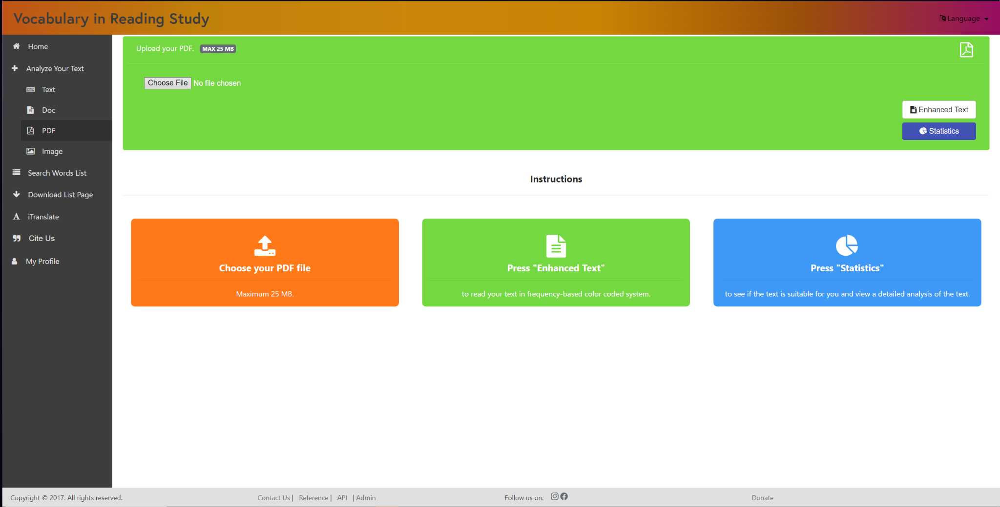 Vocabulary in Reading Study
Language
Home
Analyze Your Text
Text
Doc
PDF
Image
Search Words List
Download List Page
iTranslate
Cite Us
My Profile
Upload your PDF. MAX 25 MB
Choose File No file chosen
Enhanced Text
Statistics
Instructions
Choose your PDF file
Maximum 25 MB.
Press "Enhanced Text"
to read your text in frequency-based color coded system.
Press "Statistics"
to see if the text is suitable for you and view a detailed analysis of the text.
Copyright © 2017. All rights reserved.
Contact Us | Reference | API | Admin
Follow us on:
Donate